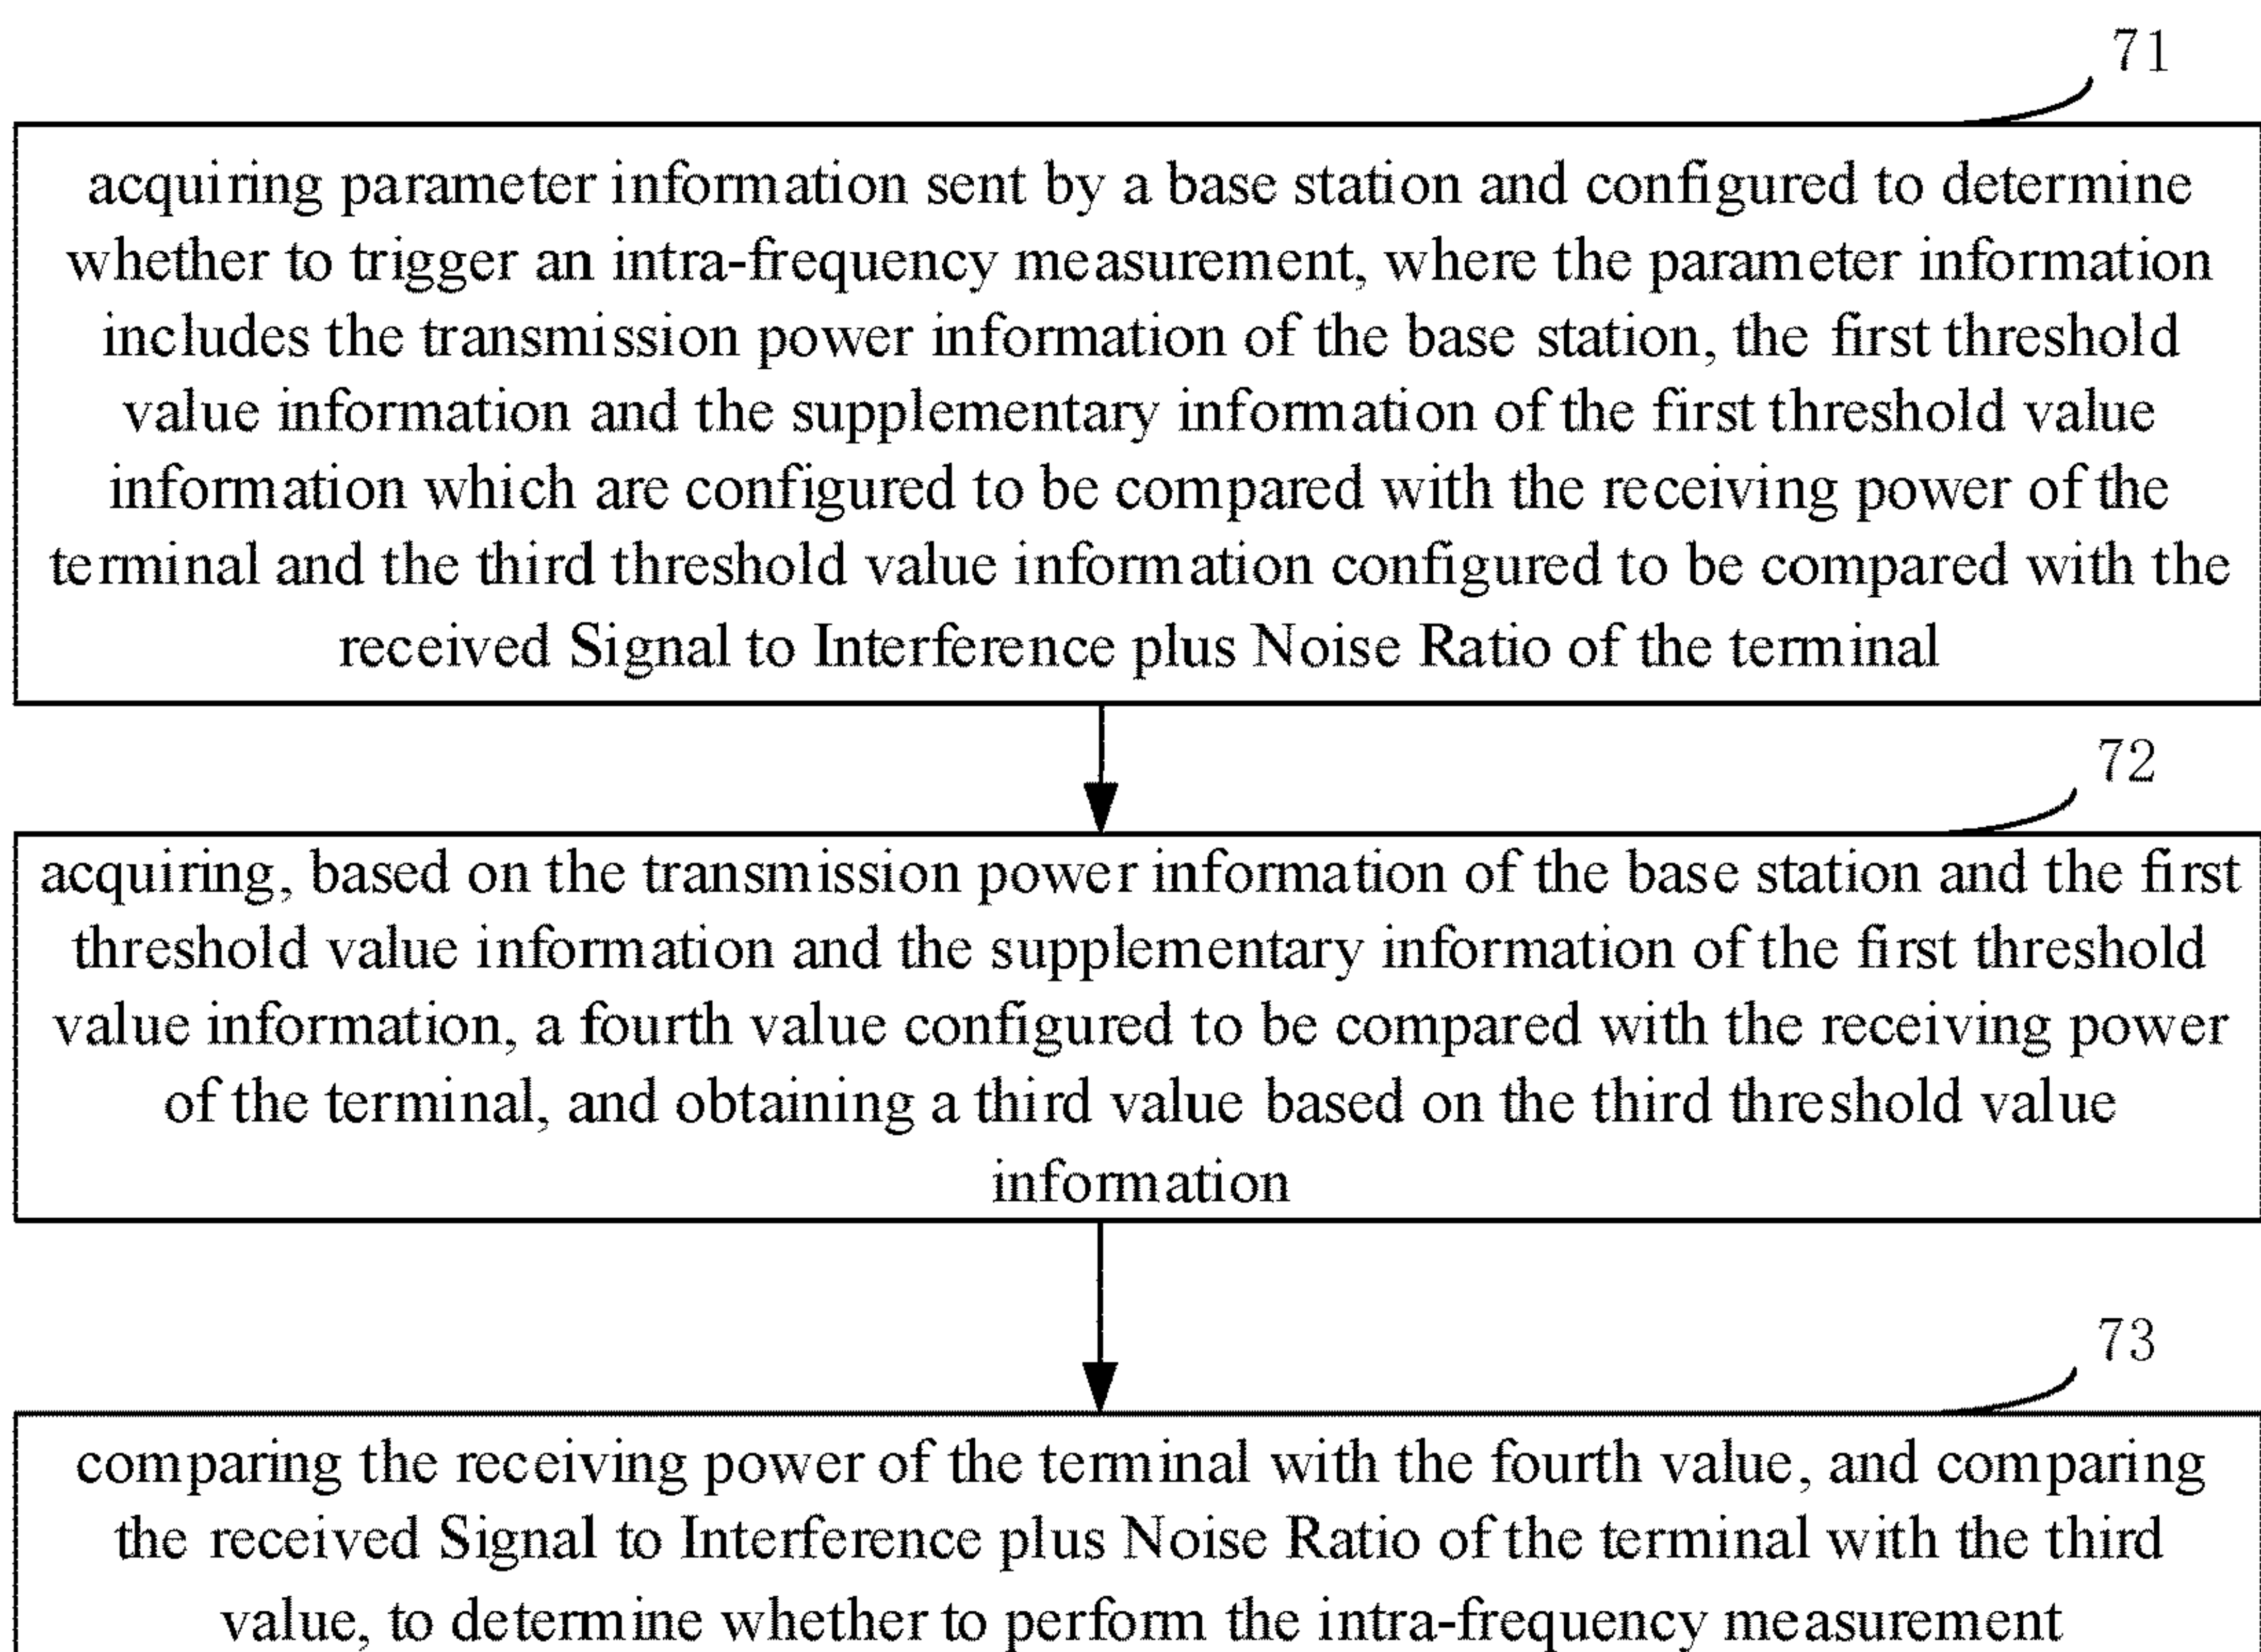 71
acquiring parameter information sent by a base station and configured to determine
whether to trigger an intra-frequency measurement, where the parameter information
includes the transmission power information of the base station, the first threshold
value information and the supplementary information of the first threshold value
information which are configured to be compared with the receiving power of the
terminal and the third threshold value information configured to be compared with the
received Signal to Interference plus Noise Ratio of the terminal
72
acquiring, based on the transmission power information of the base station and the first
threshold value information and the supplementary information of the first threshold
value information, a fourth value configured to be compared with the receiving power
of the terminal, and obtaining a third value based on the third threshold value
information
73
comparing the receiving power of the terminal with the fourth value, and comparing
the received Signal to Interference plus Noise Ratio of the terminal with the third
value, to determine whether to perform the intra-frequency measurement